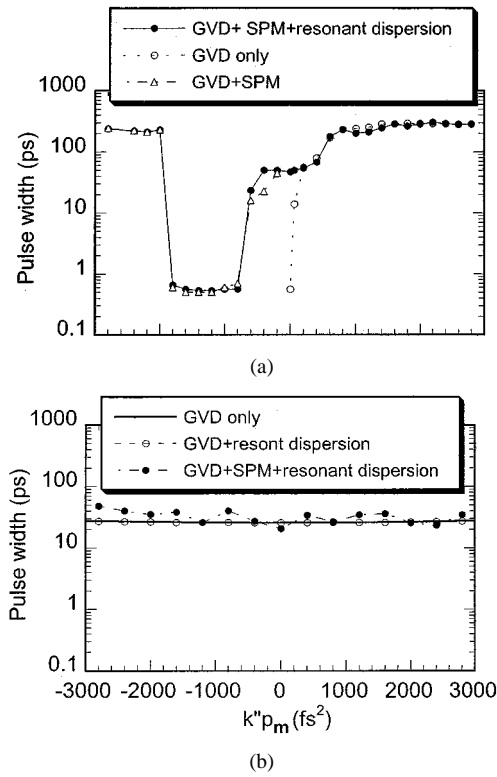 (a)
GVD+ SPM+resonant dispersion
GVD only
GVD+SPM
1000
100
10
1
0.1
Pulse width (ps)
(a)
GVD only
GVD+resont dispersion
GVD+SPM+resonant dispersion
1000
100
10
1
0.1
Pulse width (ps)
-3000 -2000 -1000 0 1000 2000 3000
k"pm (fs²)
(b)